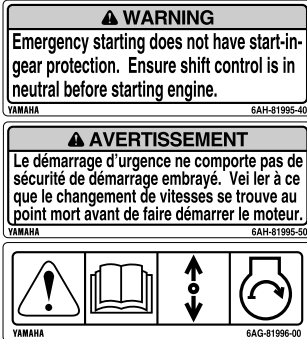 WARNING
Emergency starting does not have start-in-
gear protection. Ensure shift control is in
neutral before starting engine.
YAMAHA 6AH-81995-40
AVERTISSEMENT
Le démarrage d'urgence ne comporte pas de
sécurité de démarrage embrayé. Vei ler à ce
que le changement de vitesses se trouve au
point mort avant de faire démarrer le moteur.
YAMAHA 6AH-81995-50
YAMAHA 6AG-81996-00